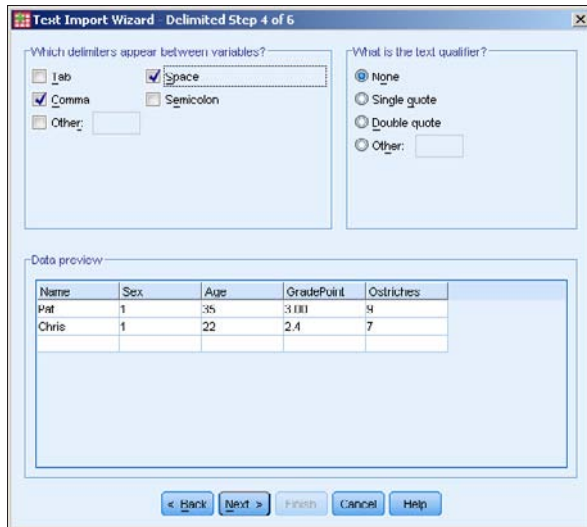 Text Import Wizard - Delimited Step 4 of 6
Which delimiters appear between variables?
Tab
Space
Comma
Semicolon
Other:
What is the text qualifier?
None
Single quote
Double quote
Other:
Data preview
Name Sex Age GradePoint Ostriches
Pat 1 35 3.00 9
Chris 1 22 2.4 7
< Back Next > Finish Cancel Help